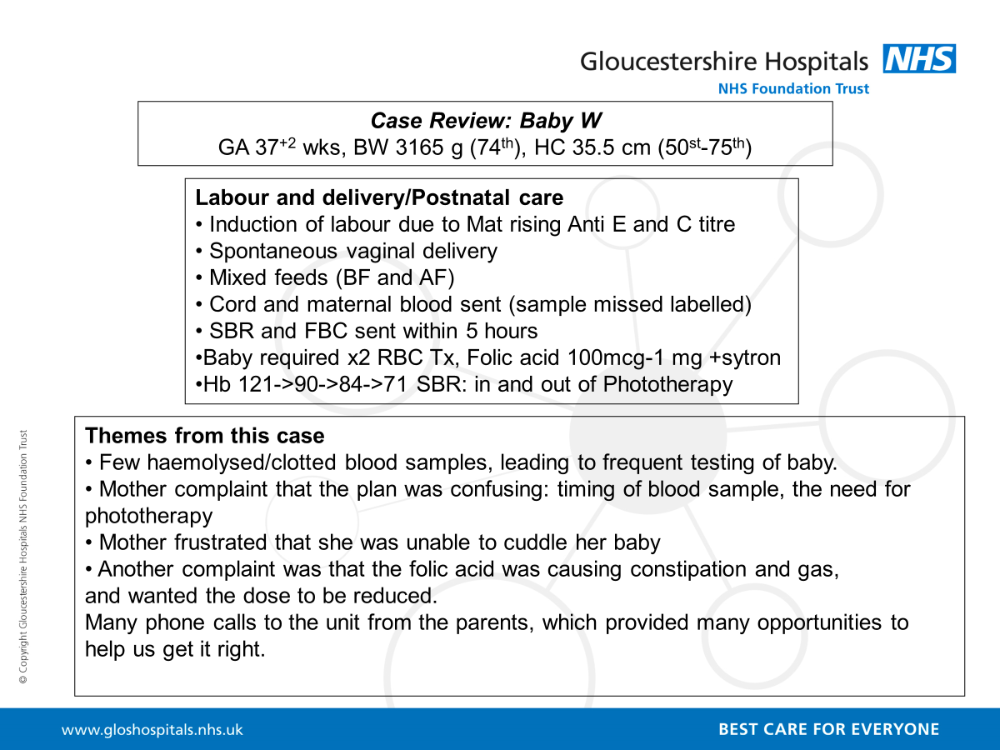 Gloucestershire Hospitals NHS
NHS Foundation Trust
Case Review: Baby W
GA 37+2 wks, BW 3165 g (74th), HC 35.5 cm (50st-75th)
Labour and delivery/Postnatal care
• Induction of labour due to Mat rising Anti E and C titre
• Spontaneous vaginal delivery
• Mixed feeds (BF and AF)
• Cord and maternal blood sent (sample missed labelled)
• SBR and FBC sent within 5 hours
•Baby required x2 RBC Tx, Folic acid 100mcg-1 mg +sytron
•Hb 121->90->84->71 SBR: in and out of Phototherapy
Themes from this case
• Few haemolysed/clotted blood samples, leading to frequent testing of baby.
• Mother complaint that the plan was confusing: timing of blood sample, the need for
phototherapy
• Mother frustrated that she was unable to cuddle her baby
• Another complaint was that the folic acid was causing constipation and gas,
and wanted the dose to be reduced.
Many phone calls to the unit from the parents, which provided many opportunities to
help us get it right.
© Copyright Gloucestershire Hospitals NHS Foundation Trust
www.gloshospitals.nhs.uk
BEST CARE FOR EVERYONE